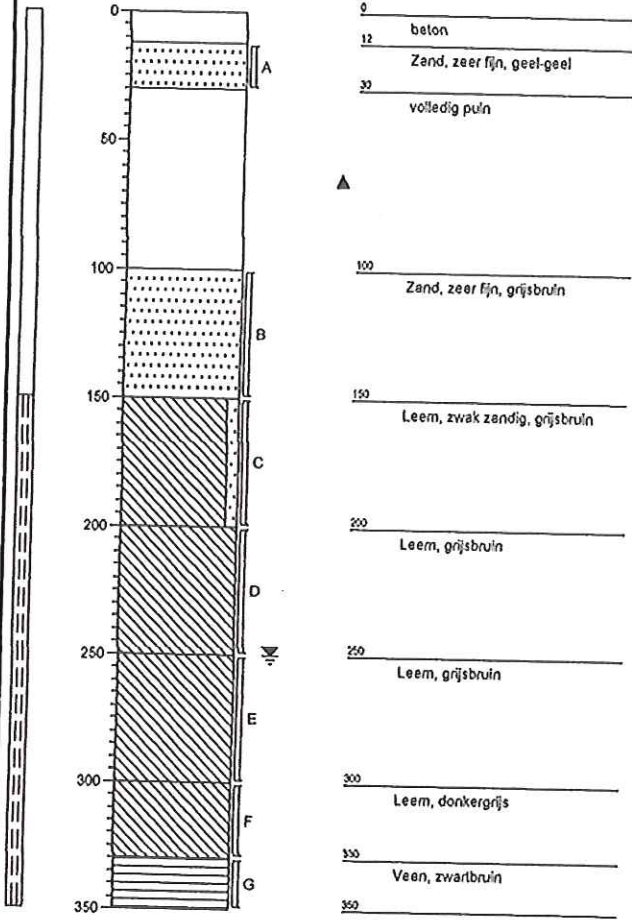 0
50
100
150
200
250
300
350
A
B
C
D
E
F
G
0
beton
12
Zand, zeer fijn, geel-geel
30
volledig puin
100
Zand, zeer fijn, grijsbruin
150
Leem, zwak zandig, grijsbruin
200
Leem, grijsbruin
250
Leem, grijsbruin
300
Leem, donkergrijs
330
Veen, zwartbruin
350